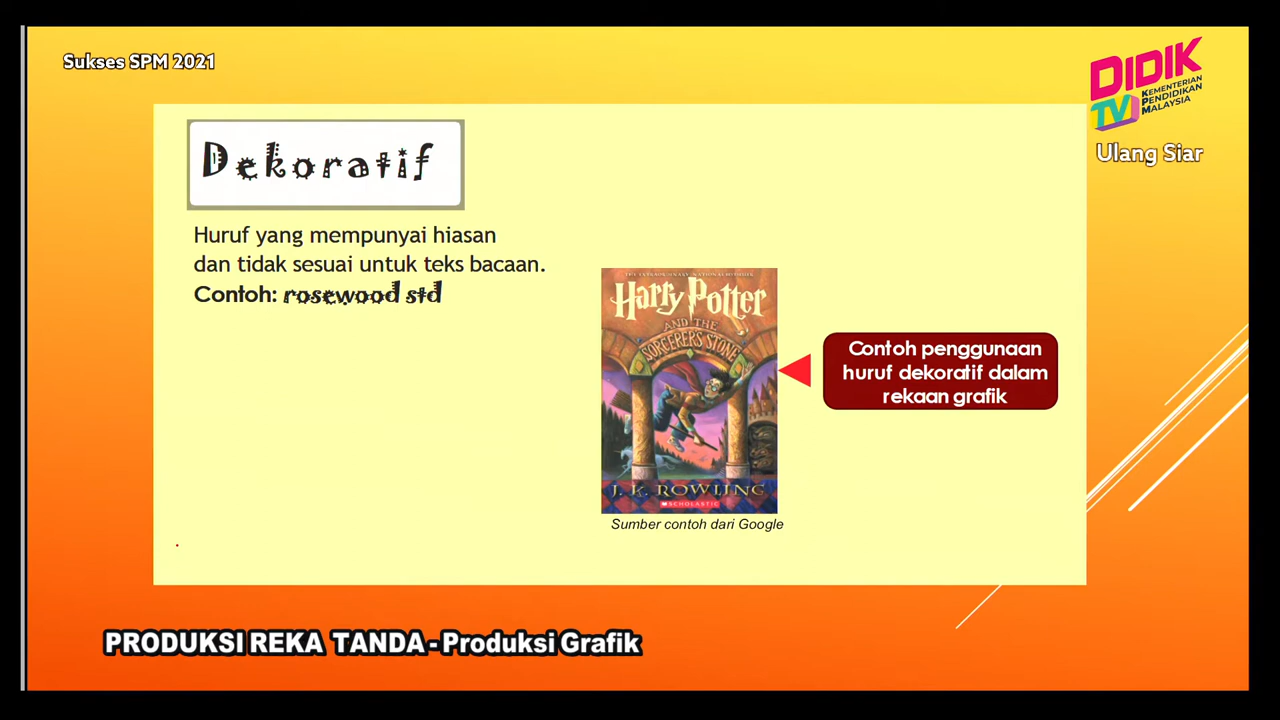 Sukses SPM 2021
DIDIK
TV
KEMENTERIAN
PENDIDIKAN
MALAYSIA
KPM
Ulang Siar
Dekoratif
Huruf yang mempunyai hiasan
dan tidak sesuai untuk teks bacaan.
Contoh: rosewood std
Harry Potter
AND THE
SORCERER'S STONE
J. K. ROWLING
SCHOLASTIC
Sumber contoh dari Google
Contoh penggunaan
huruf dekoratif dalam
rekaan grafik
PRODUKSI REKA TANDA - Produksi Grafik